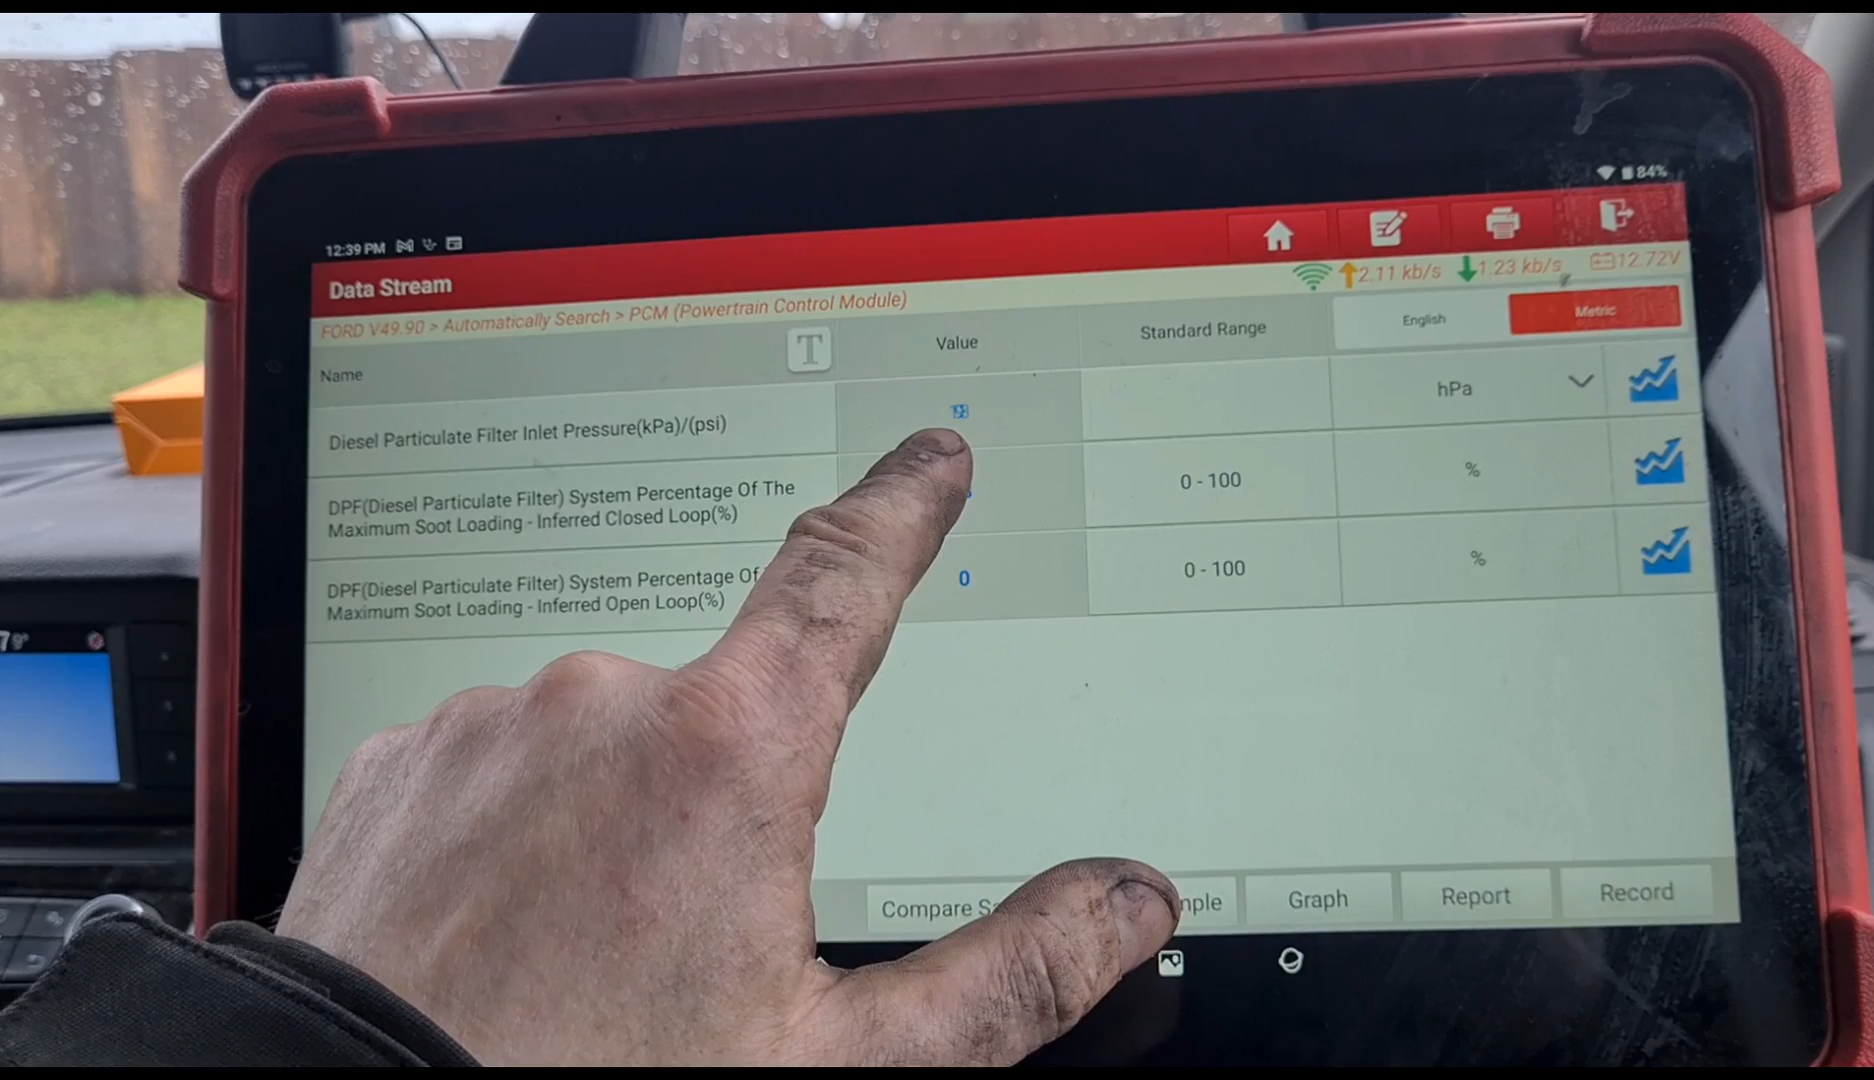 84%
12:39 PM
Data Stream
2.11 kb/s 1.23 kb/s 12.72V
FORD V49.90 > Automatically Search > PCM (Powertrain Control Module)
English Metric
Name T Value Standard Range
Diesel Particulate Filter Inlet Pressure(kPa)/(psi) hPa
DPF(Diesel Particulate Filter) System Percentage Of The
Maximum Soot Loading - Inferred Closed Loop(%) 0 - 100 %
DPF(Diesel Particulate Filter) System Percentage Of
Maximum Soot Loading - Inferred Open Loop(%) 0 0 - 100 %
Compare Graph Report Record